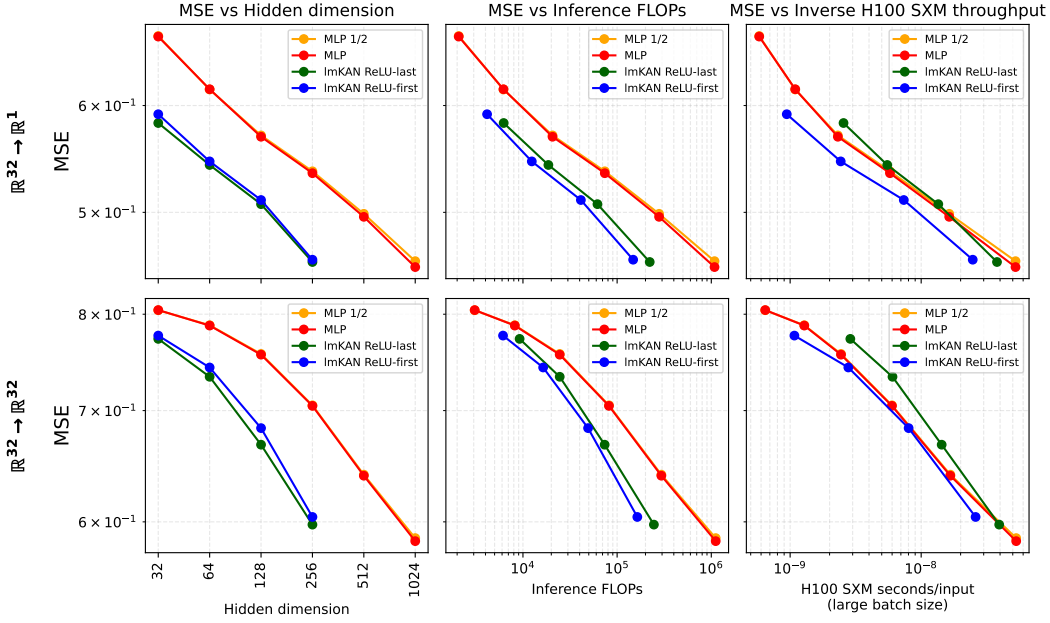 MSE vs Hidden dimension
MSE vs Inference FLOPs
MSE vs Inverse H100 SXM throughput
ℝ³² → ℝ¹
MSE
6 × 10⁻¹
5 × 10⁻¹
MLP 1/2
MLP
lmKAN ReLU-last
lmKAN ReLU-first
MLP 1/2
MLP
lmKAN ReLU-last
lmKAN ReLU-first
MLP 1/2
MLP
lmKAN ReLU-last
lmKAN ReLU-first
ℝ³² → ℝ³²
MSE
8 × 10⁻¹
7 × 10⁻¹
6 × 10⁻¹
MLP 1/2
MLP
lmKAN ReLU-last
lmKAN ReLU-first
MLP 1/2
MLP
lmKAN ReLU-last
lmKAN ReLU-first
MLP 1/2
MLP
lmKAN ReLU-last
lmKAN ReLU-first
32
64
128
256
512
1024
Hidden dimension
10⁴
10⁵
10⁶
Inference FLOPs
10⁻⁹
10⁻⁸
H100 SXM seconds/input
(large batch size)